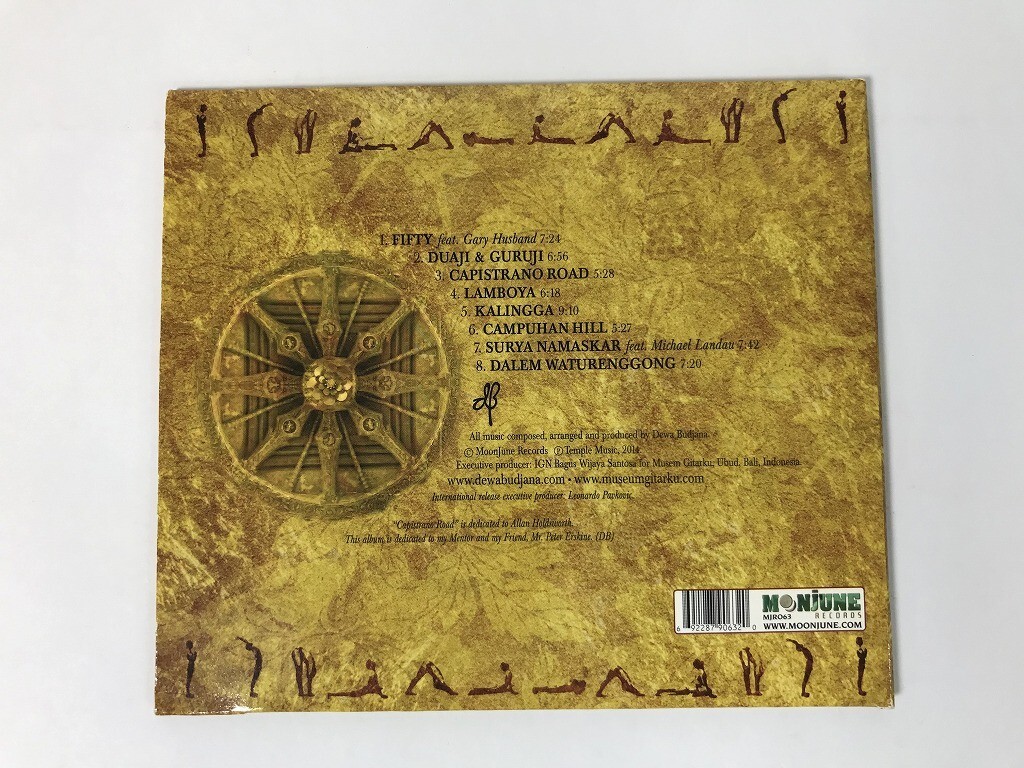 1. FIFTY feat. Gary Husband 7:24
2. DUAJI & GURUJI 6:56
3. CAPISTRANO ROAD 5:28
4. LAMBOYA 6:18
5. KALINGGA 9:10
6. CAMPUHAN HILL 5:27
7. SURYA NAMASKAR feat. Michael Landau 7:42
8. DALEM WATURENGGONG 7:20
All music composed, arranged and produced by Dewa Budjana.
© MoonJune Records ℗ Temple Music, 2014.
Executive producer: IGN Bagus Wijaya Santosa for Musem Gitarku, Ubud, Bali, Indonesia.
www.dewabudjana.com • www.museumgitarku.com
International release executive producer: Leonardo Pavkovic.
"Capistrano Road" is dedicated to Allan Holdsworth.
This album is dedicated to my Mentor and my Friend, Mr. Peter Erskine. (DB)
MOONJUNE
RECORDS
MJR063
WWW.MOONJUNE.COM
6 92287 90632 0